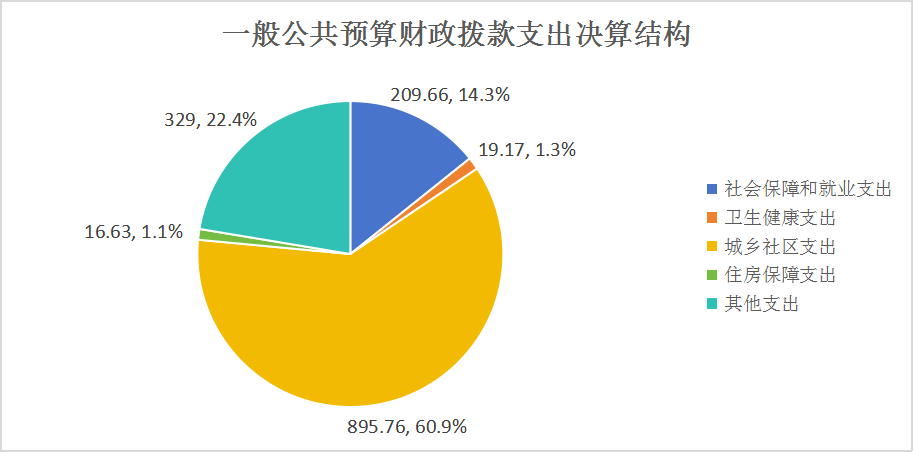 一般公共预算财政拨款支出决算结构
209.66, 14.3%
329, 22.4%
19.17, 1.3%
16.63, 1.1%
895.76, 60.9%
社会保障和就业支出
卫生健康支出
城乡社区支出
住房保障支出
其他支出